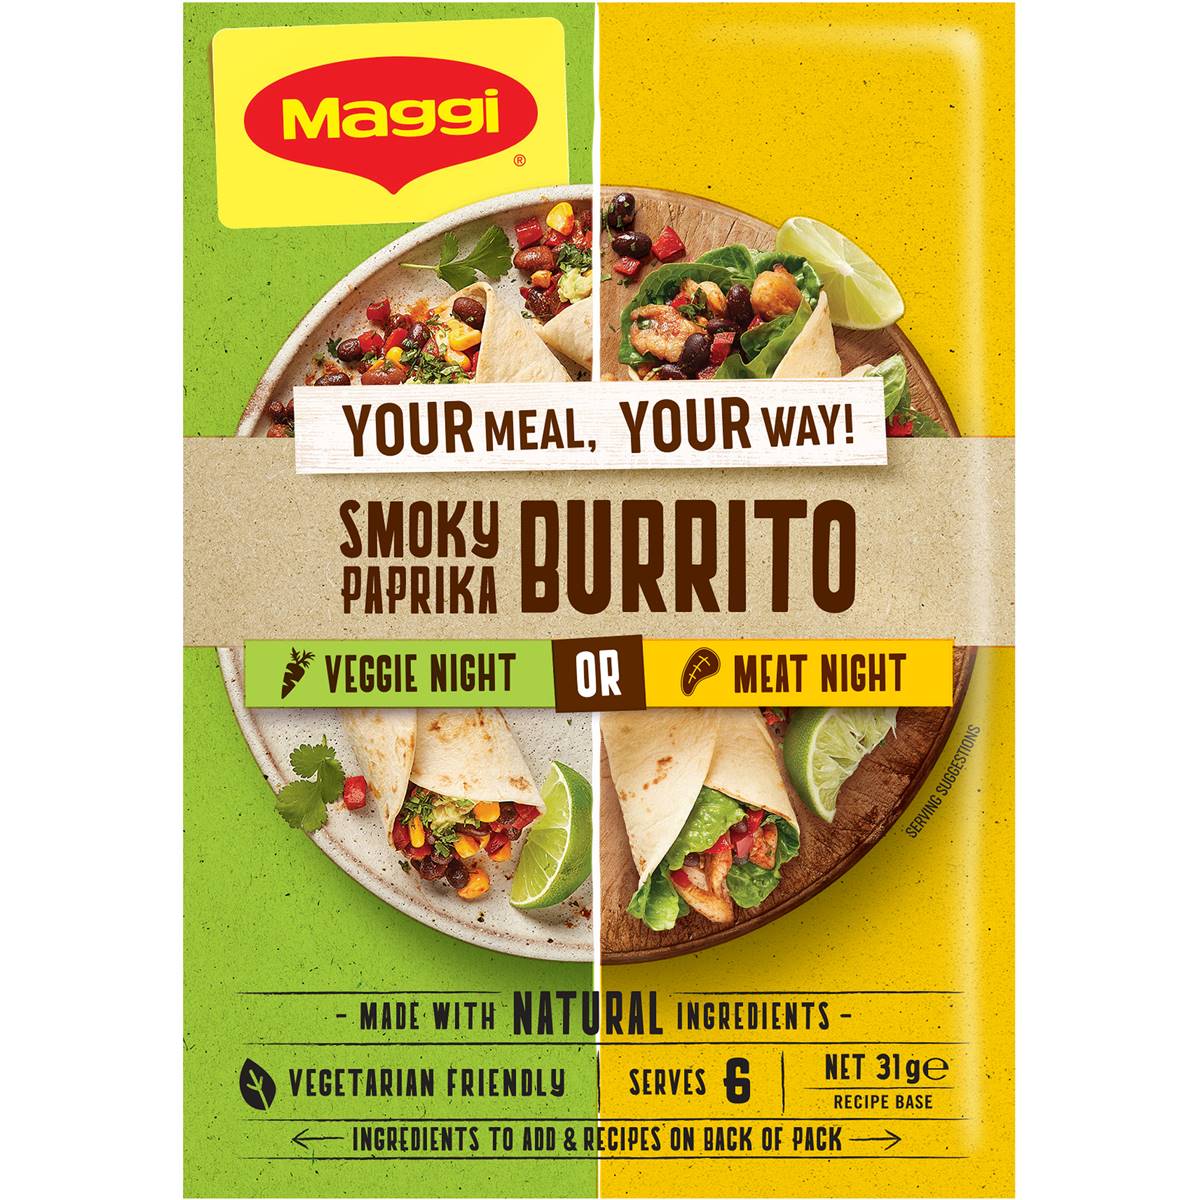 Maggi®
YOUR MEAL, YOUR WAY!
SMOKY
PAPRIKA
BURRITO
VEGGIE NIGHT OR MEAT NIGHT
SERVING SUGGESTIONS
- MADE WITH NATURAL INGREDIENTS -
VEGETARIAN FRIENDLY
SERVES 6
NET 31g℮
RECIPE BASE
INGREDIENTS TO ADD & RECIPES ON BACK OF PACK